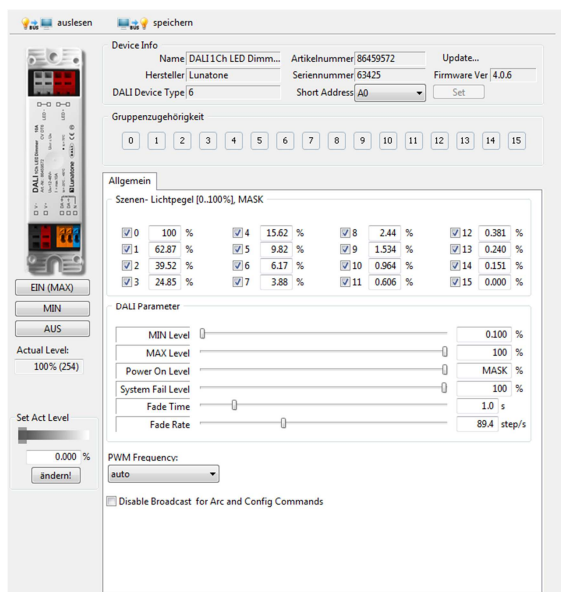 auslesen speichern
Device Info
Name DALI 1Ch LED Dimm... Artikelnummer 86459572 Update...
Hersteller Lunatone Seriennummer 63425 Firmware Ver 4.0.6
DALI Device Type 6 Short Address A0 Set
Gruppenzugehörigkeit
0 1 2 3 4 5 6 7 8 9 10 11 12 13 14 15
Allgemein
Szenen- Lichtpegel [0..100%], MASK
0 100 % 4 15.62 % 8 2.44 % 12 0.381 %
1 62.87 % 5 9.82 % 9 1.534 % 13 0.240 %
2 39.52 % 6 6.17 % 10 0.964 % 14 0.151 %
3 24.85 % 7 3.88 % 11 0.606 % 15 0.000 %
EIN (MAX)
MIN
AUS
Actual Level:
100% (254)
Set Act Level
0.000 %
ändern!
DALI Parameter
MIN Level 0.100 %
MAX Level 100 %
Power On Level MASK %
System Fail Level 100 %
Fade Time 1.0 s
Fade Rate 89.4 step/s
PWM Frequency:
auto
Disable Broadcast for Arc and Config Commands
DALI 1Ch LED Dimmer
Lunatone